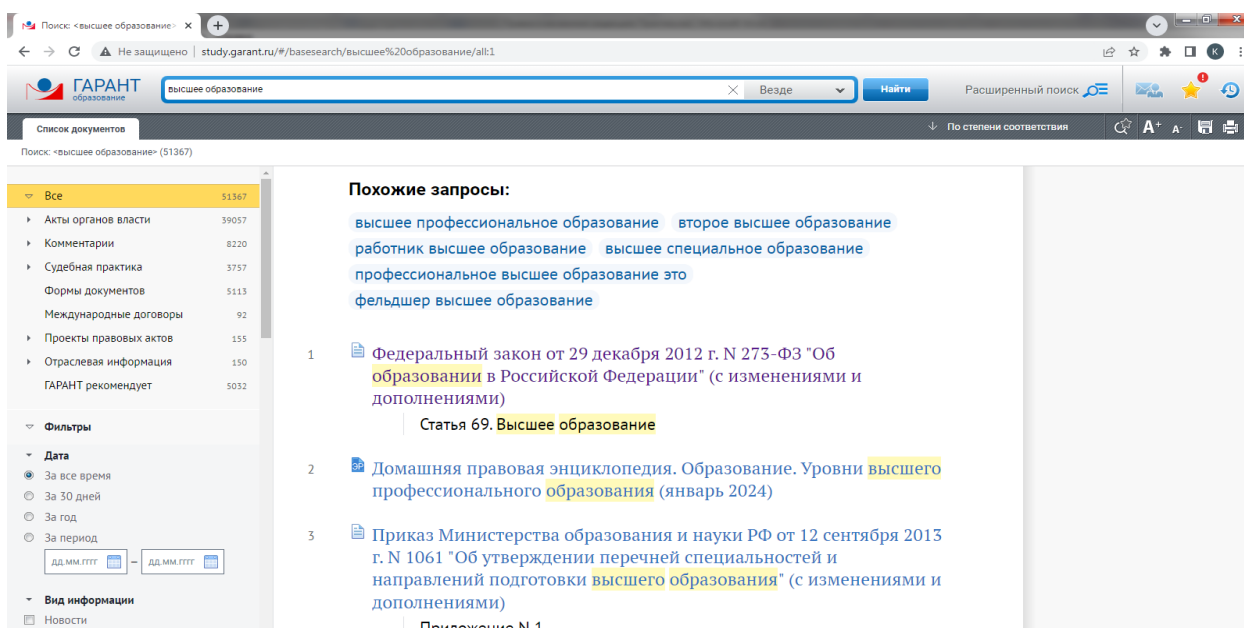 Поиск: <высшее образование>
Не защищено study.garant.ru/#/basesearch/высшее%20образование/all:1
К
ГАРАНТ
образование
высшее образование
Везде
Найти
Расширенный поиск
Список документов
По степени соответствия
A+ A-
Поиск: <высшее образование> (51367)
Все 51367
Акты органов власти 39057
Комментарии 8220
Судебная практика 3757
Формы документов 5113
Международные договоры 92
Проекты правовых актов 155
Отраслевая информация 150
ГАРАНТ рекомендует 5032
Фильтры
Дата
За все время
За 30 дней
За год
За период
дд.мм.гггг – дд.мм.гггг
Вид информации
Новости
Похожие запросы:
высшее профессиональное образование второе высшее образование
работник высшее образование высшее специальное образование
профессиональное высшее образование это
фельдшер высшее образование
1 Федеральный закон от 29 декабря 2012 г. N 273-ФЗ "Об
образовании в Российской Федерации" (с изменениями и
дополнениями)
Статья 69. Высшее образование
2 ЭР Домашняя правовая энциклопедия. Образование. Уровни высшего
профессионального образования (январь 2024)
3 Приказ Министерства образования и науки РФ от 12 сентября 2013
г. N 1061 "Об утверждении перечней специальностей и
направлений подготовки высшего образования" (с изменениями и
дополнениями)
Приложение N 1